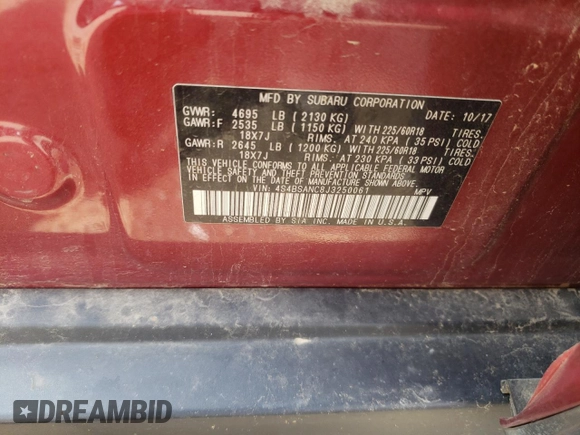 MFD BY SUBARU CORPORATION
GVWR: 4695 LB ( 2130 KG) DATE: 10/17
GAWR:F 2535 LB ( 1150 KG) WITH 225/60R18 TIRES,
18X7J RIMS, AT 240 KPA ( 35 PSI) COLD
GAWR:R 2645 LB ( 1200 KG) WITH 225/60R18 TIRES,
18X7J RIMS, AT 230 KPA ( 33 PSI) COLD
THIS VEHICLE CONFORMS TO ALL APPLICABLE FEDERAL MOTOR
VEHICLE SAFETY AND THEFT PREVENTION STANDARDS
IN EFFECT ON THE DATE OF MANUFACTURE SHOWN ABOVE.
VIN: 4S4BSANC8J3250061 MPV
ASSEMBLED BY SIA INC. MADE IN U.S.A.
DREAMBID